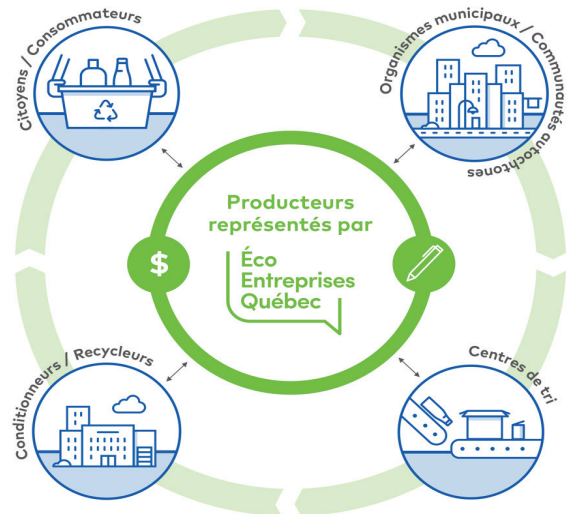 Citoyens / Consommateurs
Organismes municipaux / Communautés autochtones
Producteurs
représentés par
$
Éco
Entreprises
Québec
Conditionneurs / Recycleurs
Centres de tri